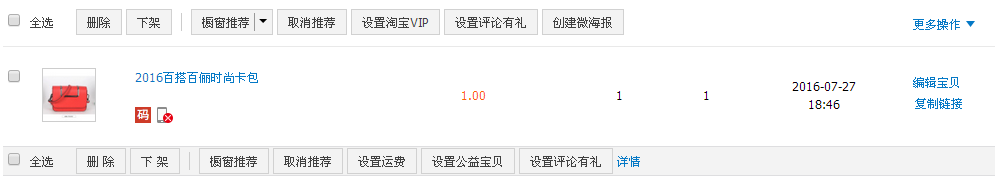 全选 删除 下架 橱窗推荐 取消推荐 设置淘宝VIP 设置评论有礼 创建微海报 更多操作
2016百搭百俪时尚卡包 1.00 1 1 2016-07-27 编辑宝贝
码 18:46 复制链接
全选 删 除 下 架 橱窗推荐 取消推荐 设置运费 设置公益宝贝 设置评论有礼 详情